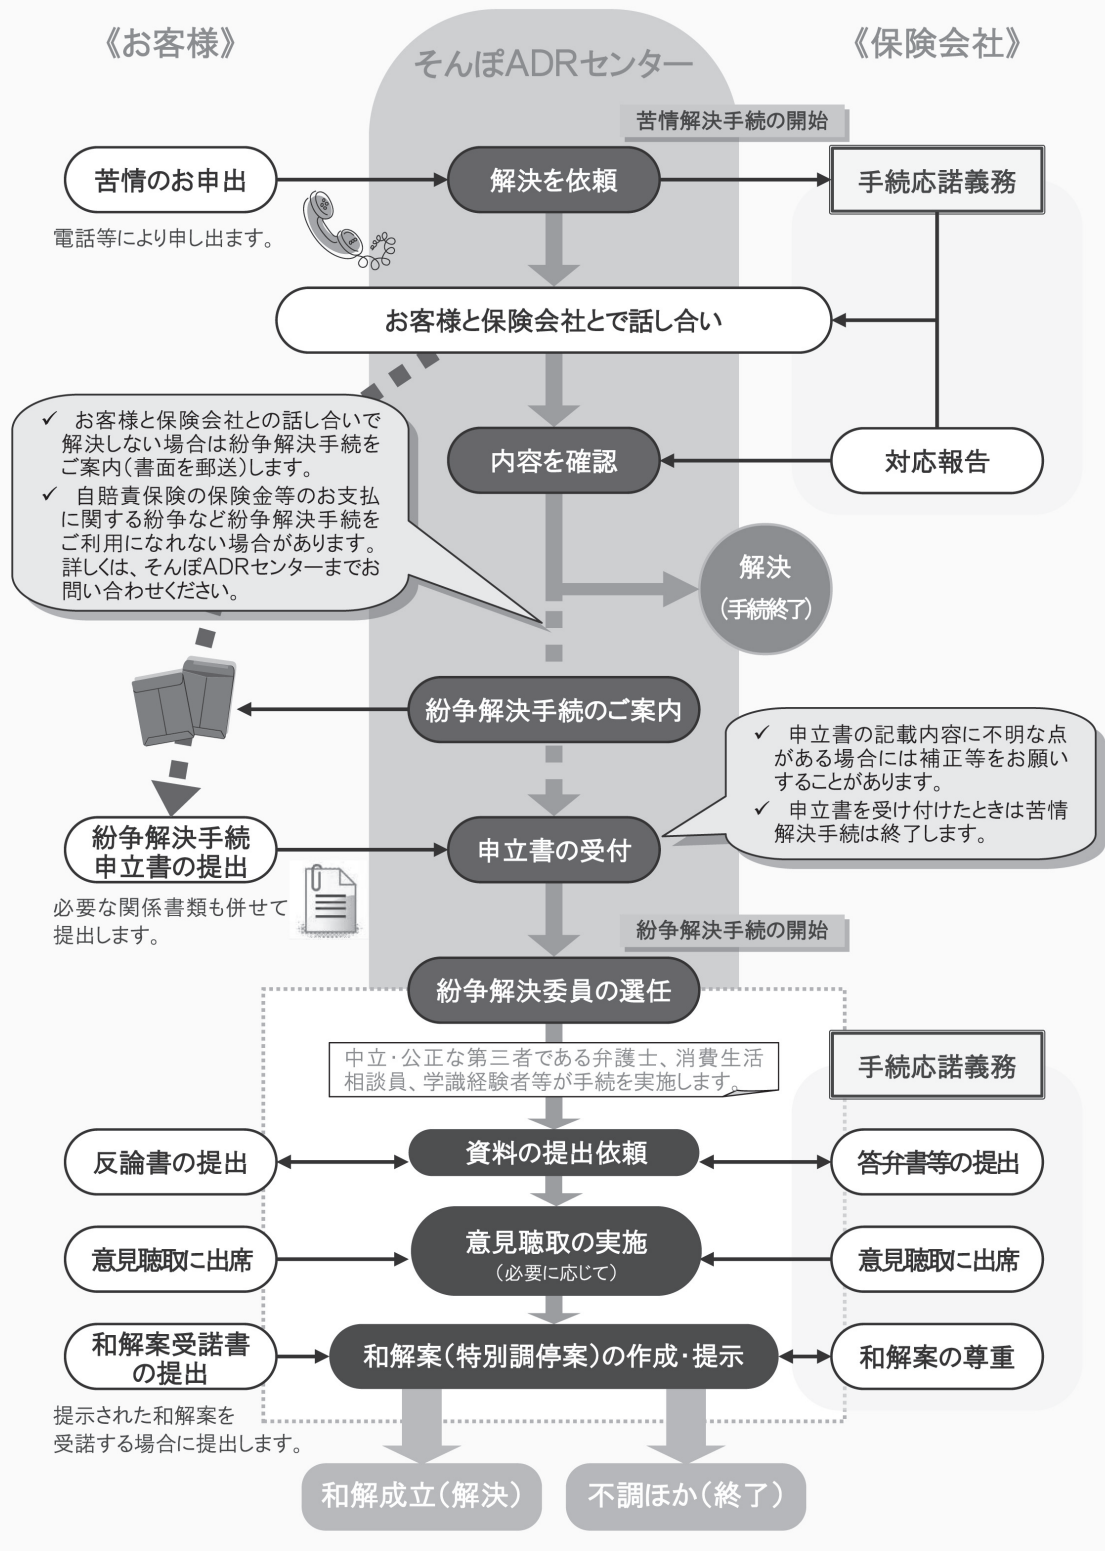 《お客様》
そんぽADRセンター
《保険会社》
苦情解決手続の開始
苦情のお申出
解決を依頼
手続応諾義務
電話等により申し出ます。
お客様と保険会社とで話し合い
✓ お客様と保険会社との話し合いで
解決しない場合は紛争解決手続を
ご案内(書面を郵送)します。
✓ 自賠責保険の保険金等のお支払
に関する紛争など紛争解決手続を
ご利用になれない場合があります。
詳しくは、そんぽADRセンターまでお
問い合わせください。
内容を確認
対応報告
解決
(手続終了)
紛争解決手続のご案内
✓ 申立書の記載内容に不明な点
がある場合には補正等をお願い
することがあります。
✓ 申立書を受け付けたときは苦情
解決手続は終了します。
紛争解決手続
申立書の提出
申立書の受付
必要な関係書類も併せて
提出します。
紛争解決手続の開始
紛争解決委員の選任
中立・公正な第三者である弁護士、消費生活
相談員、学識経験者等が手続を実施します。
手続応諾義務
反論書の提出
資料の提出依頼
答弁書等の提出
意見聴取に出席
意見聴取の実施
(必要に応じて)
意見聴取に出席
和解案受諾書
の提出
和解案(特別調停案)の作成・提示
和解案の尊重
提示された和解案を
受諾する場合に提出します。
和解成立(解決)
不調ほか(終了)